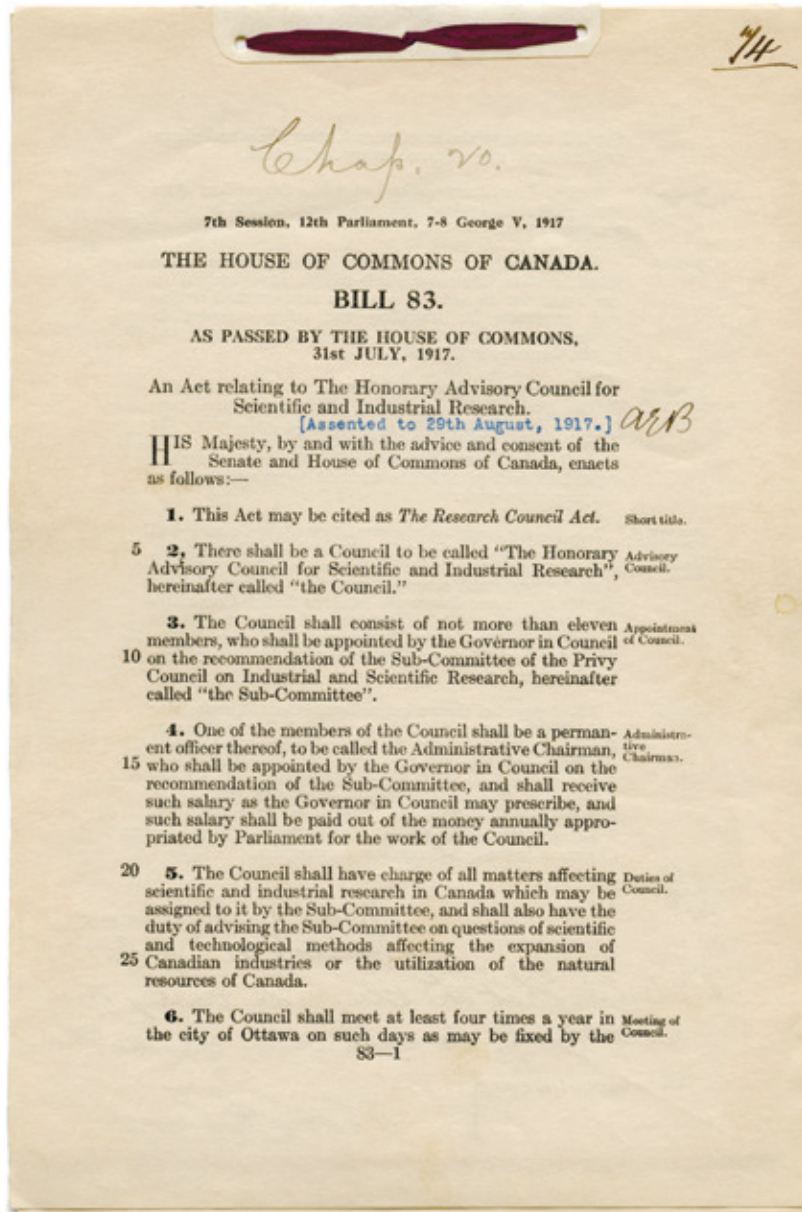 74
Chap. 20.
7th Session, 12th Parliament, 7-8 George V, 1917
THE HOUSE OF COMMONS OF CANADA.
BILL 83.
AS PASSED BY THE HOUSE OF COMMONS,
31st JULY, 1917.
An Act relating to The Honorary Advisory Council for
Scientific and Industrial Research.
[Assented to 29th August, 1917.]
HIS Majesty, by and with the advice and consent of the
Senate and House of Commons of Canada, enacts
as follows:—
1. This Act may be cited as The Research Council Act. Short title.
5 2. There shall be a Council to be called "The Honorary Advisory
Advisory Council for Scientific and Industrial Research", Council.
hereinafter called "the Council."
3. The Council shall consist of not more than eleven Appointment
members, who shall be appointed by the Governor in Council of Council.
10 on the recommendation of the Sub-Committee of the Privy
Council on Industrial and Scientific Research, hereinafter
called "the Sub-Committee".
4. One of the members of the Council shall be a perman- Administra-
ent officer thereof, to be called the Administrative Chairman, tive
15 who shall be appointed by the Governor in Council on the Chairman.
recommendation of the Sub-Committee, and shall receive
such salary as the Governor in Council may prescribe, and
such salary shall be paid out of the money annually appro-
priated by Parliament for the work of the Council.
20 5. The Council shall have charge of all matters affecting Duties of
scientific and industrial research in Canada which may be Council.
assigned to it by the Sub-Committee, and shall also have the
duty of advising the Sub-Committee on questions of scientific
and technological methods affecting the expansion of
25 Canadian industries or the utilization of the natural
resources of Canada.
6. The Council shall meet at least four times a year in Meeting of
the city of Ottawa on such days as may be fixed by the Council.
83—1